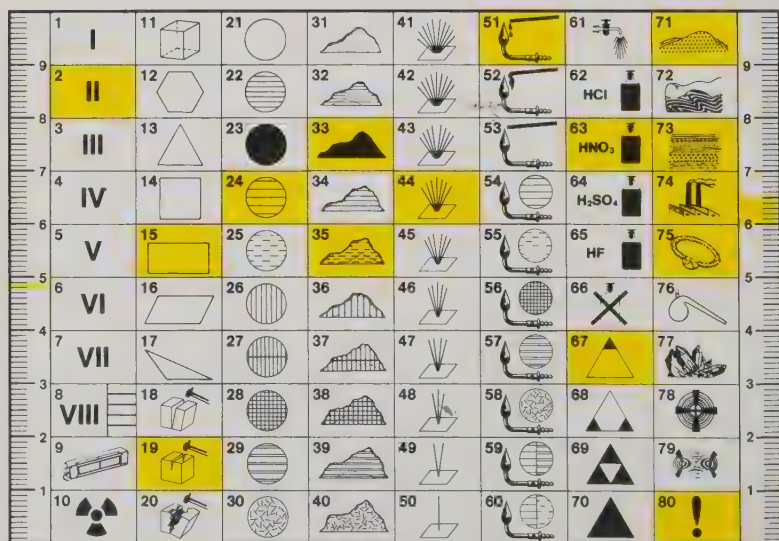 1 I 11 21 31 41 51 61 71
9 2 II 12 22 32 42 52 62 HCl 72 9
8 3 III 13 23 33 43 53 63 HNO₃ 73 8
7 4 IV 14 24 34 44 54 64 H₂SO₄ 74 7
6 5 V 15 25 35 45 55 65 HF 75 6
5 6 VI 16 26 36 46 56 66 76 5
4 7 VII 17 27 37 47 57 67 77 4
3 8 VIII 18 28 38 48 58 68 78 3
2 9 19 29 39 49 59 69 79 2
1 10 20 30 40 50 60 70 80 ! 1